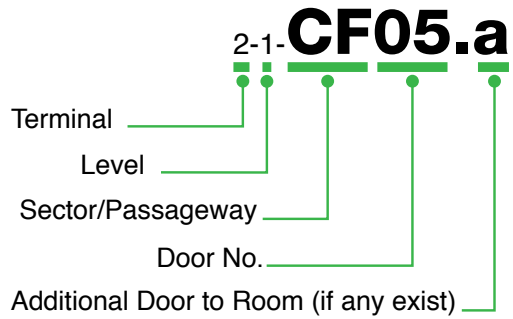 2-1-CF05.a
Terminal
Level
Sector/Passageway
Door No.
Additional Door to Room (if any exist)